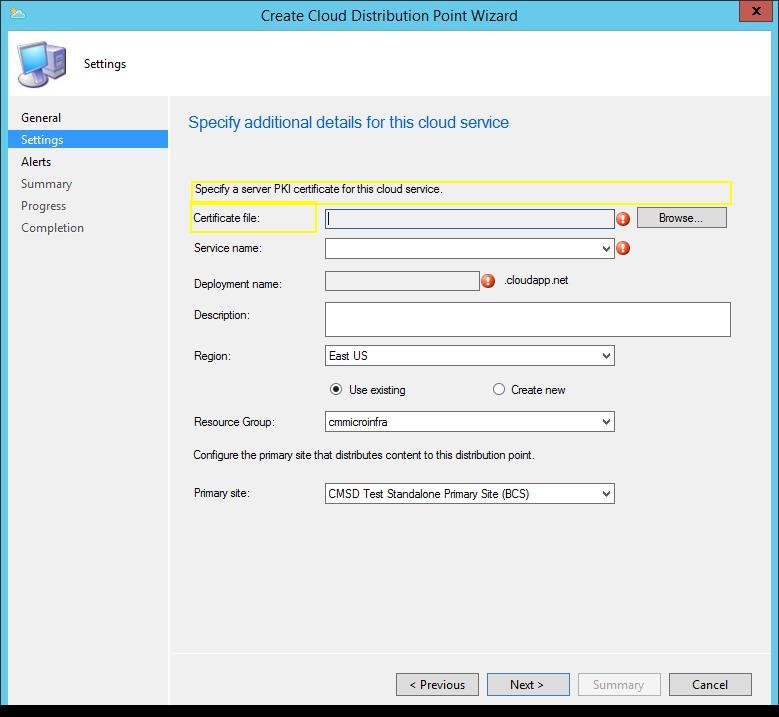 Create Cloud Distribution Point Wizard
X
Settings
General
Settings
Alerts
Summary
Progress
Completion
Specify additional details for this cloud service
Specify a server PKI certificate for this cloud service.
Certificate file: Browse...
Service name:
Deployment name: .cloudapp.net
Description:
Region: East US
Use existing Create new
Resource Group: cmmicroinfra
Configure the primary site that distributes content to this distribution point.
Primary site: CMSD Test Standalone Primary Site (BCS)
< Previous Next > Summary Cancel